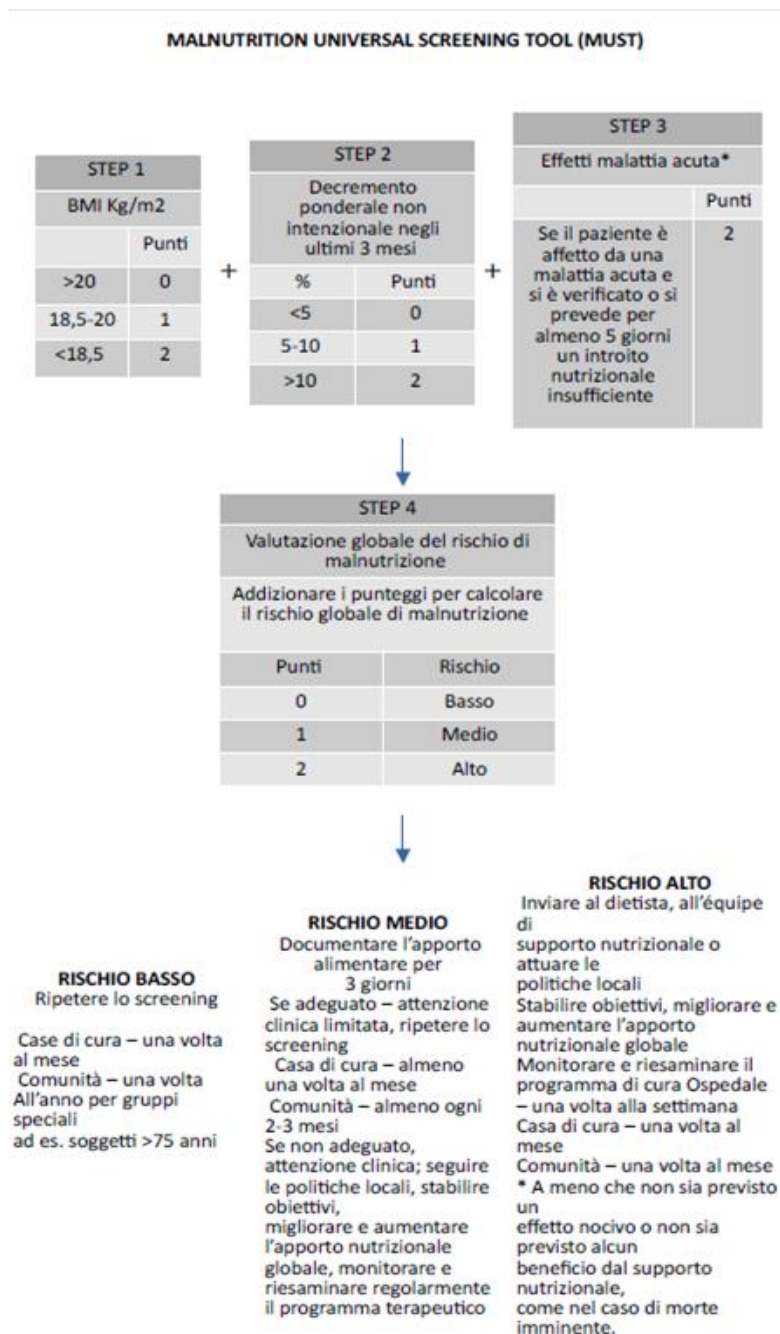 MALNUTRITION UNIVERSAL SCREENING TOOL (MUST)
STEP 1
BMI Kg/m2
Punti
>20 0
18,5-20 1
<18,5 2
+
STEP 2
Decremento
ponderale non
intenzionale negli
ultimi 3 mesi
% Punti
<5 0
5-10 1
>10 2
+
STEP 3
Effetti malattia acuta*
Punti
Se il paziente è 2
affetto da una
malattia acuta e
si è verificato o si
prevede per
almeno 5 giorni
un introito
nutrizionale
insufficiente
STEP 4
Valutazione globale del rischio di
malnutrizione
Addizionare i punteggi per calcolare
il rischio globale di malnutrizione
Punti Rischio
0 Basso
1 Medio
2 Alto
RISCHIO BASSO
Ripetere lo screening
Case di cura – una volta
al mese
Comunità – una volta
All'anno per gruppi
speciali
ad es. soggetti >75 anni
RISCHIO MEDIO
Documentare l'apporto
alimentare per
3 giorni
Se adeguato – attenzione
clinica limitata, ripetere lo
screening
Casa di cura – almeno
una volta al mese
Comunità – almeno ogni
2-3 mesi
Se non adeguato,
attenzione clinica; seguire
le politiche locali, stabilire
obiettivi,
migliorare e aumentare
l'apporto nutrizionale
globale, monitorare e
riesaminare regolarmente
il programma terapeutico
RISCHIO ALTO
Inviare al dietista, all'équipe
di
supporto nutrizionale o
attuare le
politiche locali
Stabilire obiettivi, migliorare e
aumentare l'apporto
nutrizionale globale
Monitorare e riesaminare il
programma di cura Ospedale
– una volta alla settimana
Casa di cura – una volta al
mese
Comunità – una volta al mese
* A meno che non sia previsto
un
effetto nocivo o non sia
previsto alcun
beneficio dal supporto
nutrizionale,
come nel caso di morte
imminente.